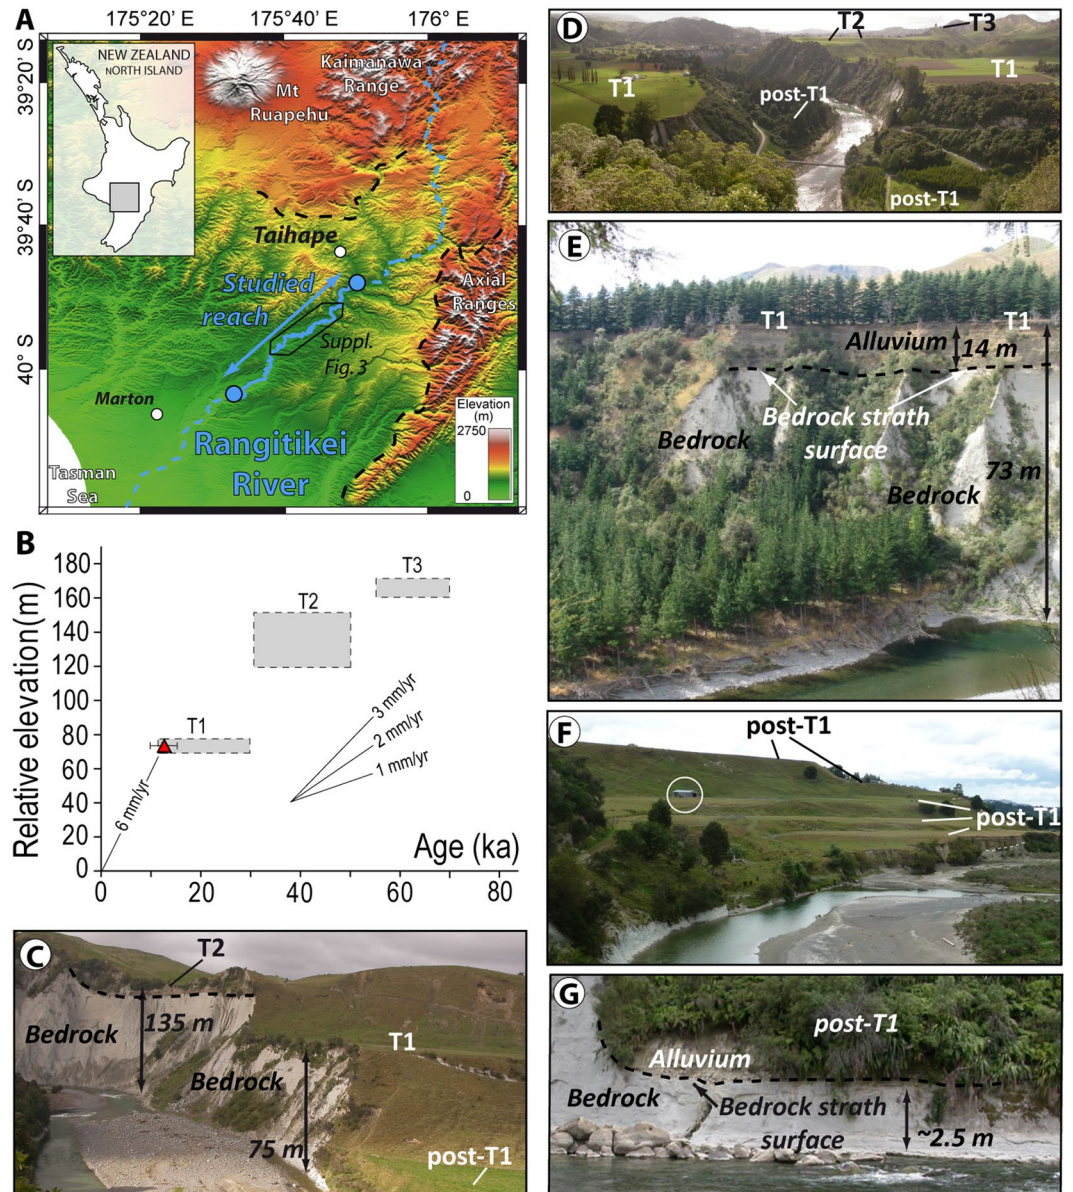 A
175°20' E
175°40' E
176° E
39°20' S
39°40' S
40° S
NEW ZEALAND
NORTH ISLAND
Mt
Ruapehu
Kaimanawa
Range
Taihape
Studied
reach
Axial
Ranges
Suppl.
Fig. 3
Marton
Rangitikei
River
Tasman
Sea
Elevation
(m)
2750
0
B
Relative elevation(m)
180
160
140
120
100
80
60
40
20
0
T3
T2
T1
3 mm/yr
2 mm/yr
1 mm/yr
6 mm/yr
Age (ka)
0
20
40
60
80
C
T2
Bedrock
135 m
T1
Bedrock
75 m
post-T1
D
T2
T3
T1
T1
post-T1
post-T1
E
T1
T1
Alluvium
14 m
Bedrock strath
surface
Bedrock
73 m
Bedrock
F
post-T1
post-T1
G
post-T1
Alluvium
Bedrock
Bedrock strath
surface
~2.5 m